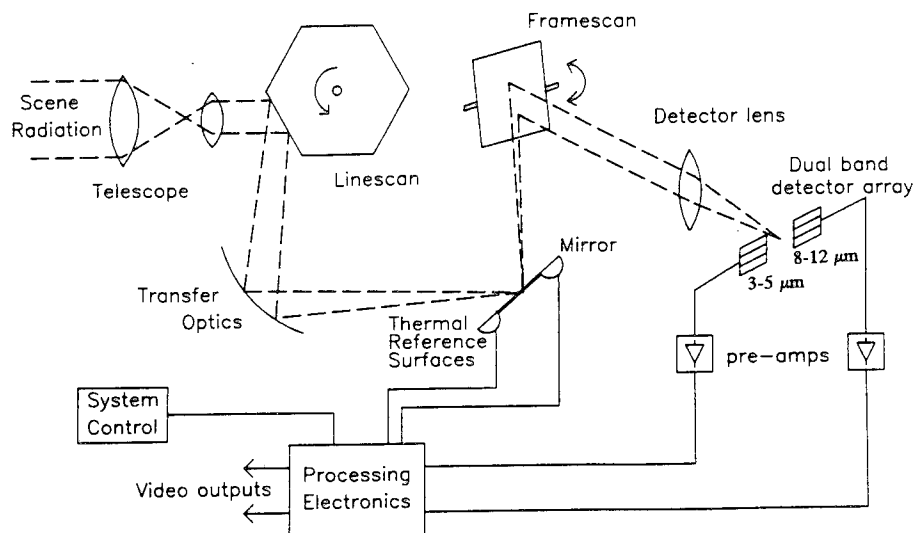 Framescan
Scene
Radiation
Detector lens
Dual band
detector array
Telescope
Linescan
Mirror
8-12 μm
3-5 μm
Transfer
Optics
Thermal
Reference
Surfaces
pre-amps
System
Control
Processing
Electronics
Video outputs